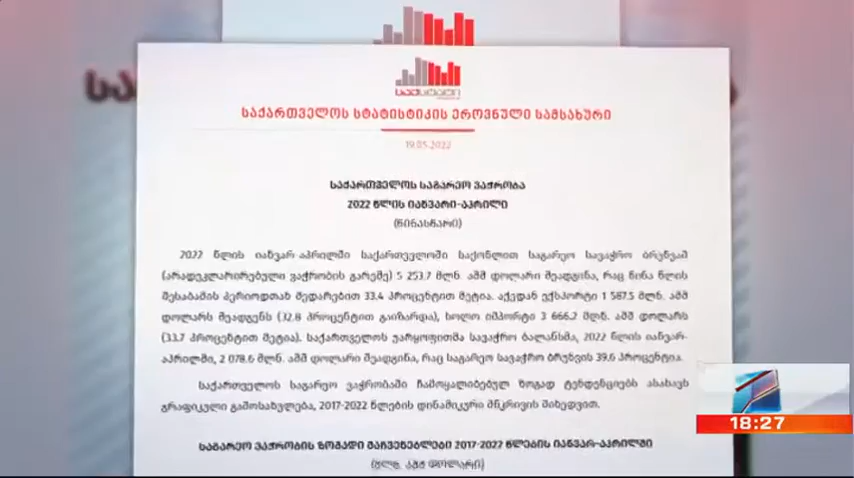 საქსტატი
საქართველოს სტატისტიკის ეროვნული სამსახური
19.05.2022
საქართველოს საგარეო ვაჭრობა
2022 წლის იანვარი-აპრილი
(წინასწარი)
2022 წლის იანვარ-აპრილში საქართველოში საქონლით საგარეო სავაჭრო ბრუნვამ
(არადეკლარირებული ვაჭრობის გარეშე) 5 253.7 მლნ. აშშ დოლარი შეადგინა, რაც წინა წლის
შესაბამის პერიოდთან შედარებით 33.4 პროცენტით მეტია. აქედან ექსპორტი 1 587.5 მლნ. აშშ
დოლარს შეადგენს (32.8 პროცენტით გაიზარდა), ხოლო იმპორტი 3 666.2 მლნ. აშშ დოლარს
(33.7 პროცენტით მეტია). საქართველოს უარყოფითმა სავაჭრო ბალანსმა, 2022 წლის იანვარ-
აპრილში, 2 078.6 მლნ. აშშ დოლარი შეადგინა, რაც საგარეო სავაჭრო ბრუნვის 39.6 პროცენტია.
საქართველოს საგარეო ვაჭრობაში ჩამოყალიბებულ ზოგად ტენდენციებს ასახავს
გრაფიკული გამოსახულება, 2017-2022 წლების დინამიკური მწკრივის მიხედვით.
18:27
საგარეო ვაჭრობის ზოგადი მაჩვენებლები 2017-2022 წლების იანვარ-აპრილში
(მლნ. აშშ დოლარი)